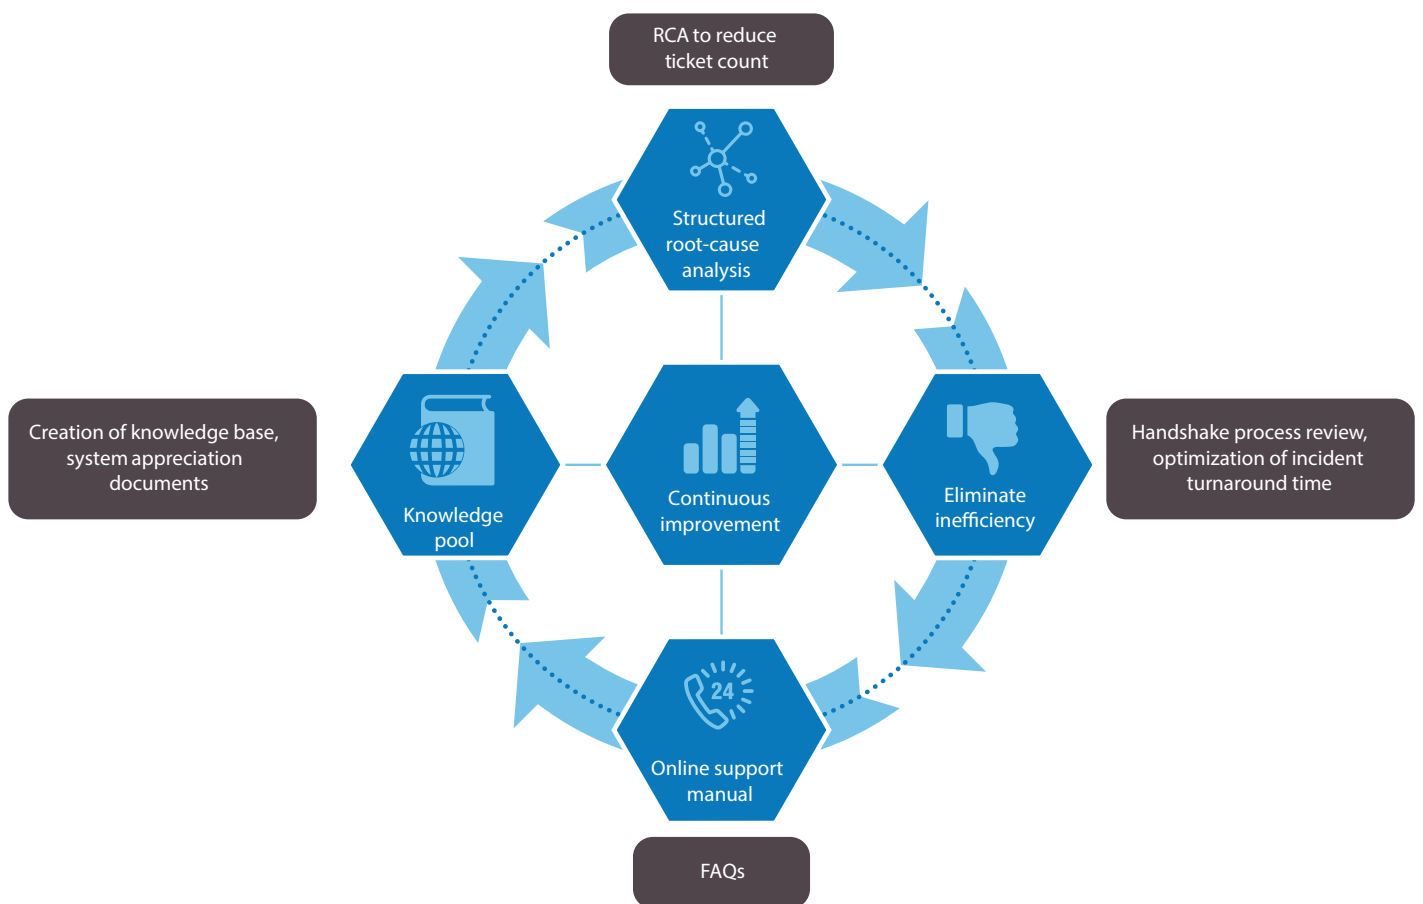 RCA to reduce
ticket count
Structured
root-cause
analysis
Creation of knowledge base,
system appreciation
documents
Knowledge
pool
Continuous
improvement
Eliminate
inefficiency
Handshake process review,
optimization of incident
turnaround time
24
Online support
manual
FAQs